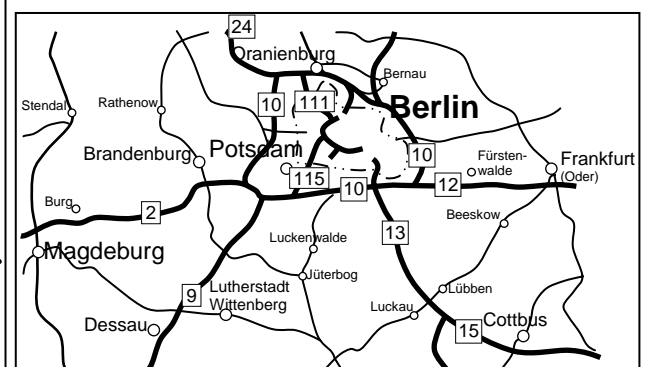 24
Oranienburg
Bernau
Stendal
Rathenow
10
111
Berlin
Brandenburg
Potsdam
10
Fürsten-
walde
Frankfurt
(Oder)
115
10
12
Burg
2
Beeskow
Magdeburg
Luckenwalde
13
Jüterbog
9
Lutherstadt
Wittenberg
Lübben
Luckau
Dessau
15
Cottbus